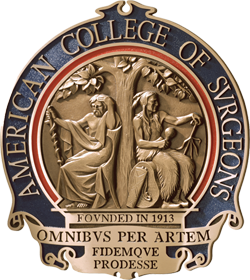 AMERICAN COLLEGE OF SVRGEONS
FOVNDED IN 1913
OMNIBVS PER ARTEM
FIDEMQVE
PRODESSE